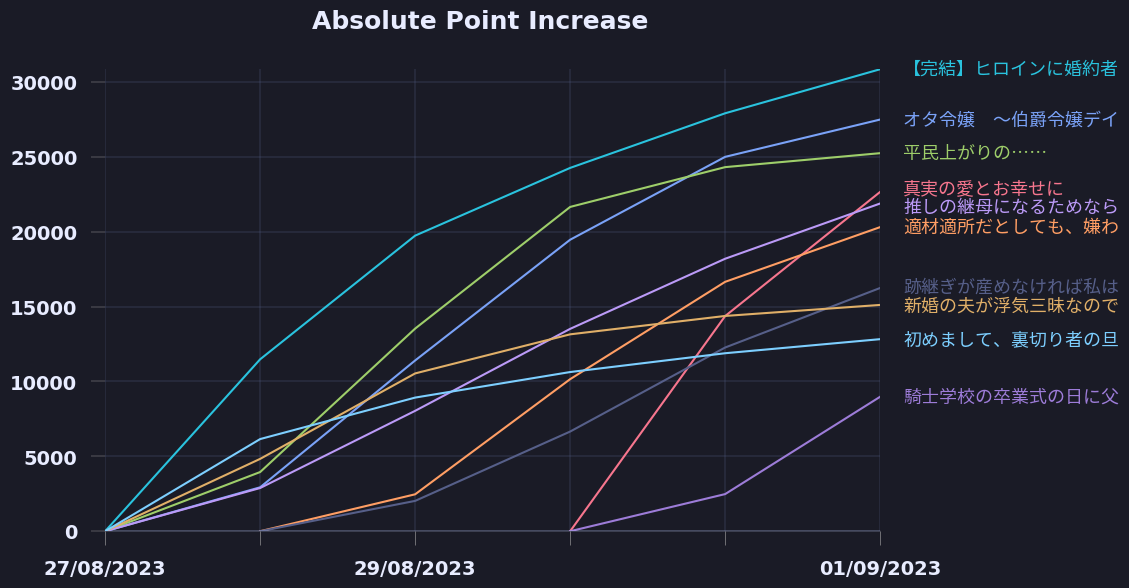 Absolute Point Increase
30000
25000
20000
15000
10000
5000
0
27/08/2023
29/08/2023
01/09/2023
【完結】ヒロインに婚約者
オタ令嬢　〜伯爵令嬢デイ
平民上がりの……
真実の愛とお幸せに
推しの継母になるためなら
適材適所だとしても、嫌わ
跡継ぎが産めなければ私は
新婚の夫が浮気三昧なので
初めまして、裏切り者の旦
騎士学校の卒業式の日に父